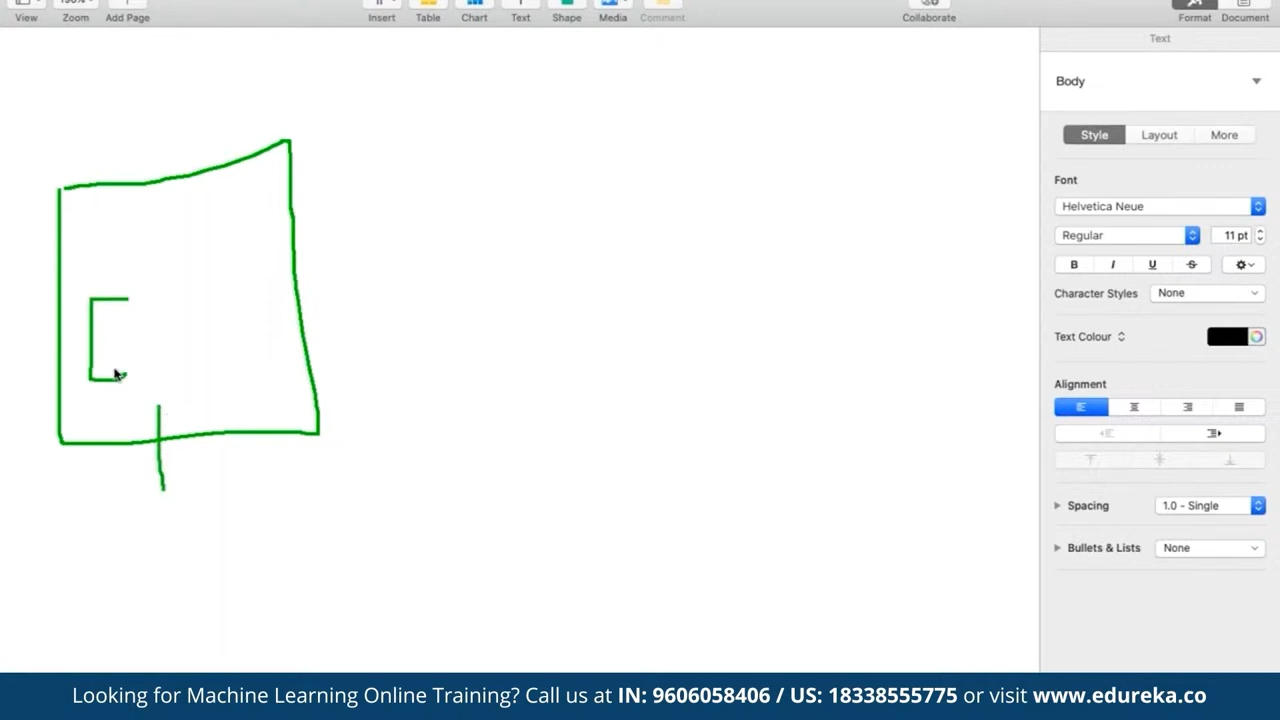 View Zoom Add Page Insert Table Chart Text Shape Media Comment Collaborate Format Document
Text
Body
Style Layout More
Font
Helvetica Neue
Regular 11 pt
B I U S
Character Styles None
Text Colour
Alignment
Spacing 1.0 - Single
Bullets & Lists None
Looking for Machine Learning Online Training? Call us at IN: 9606058406 / US: 18338555775 or visit www.edureka.co